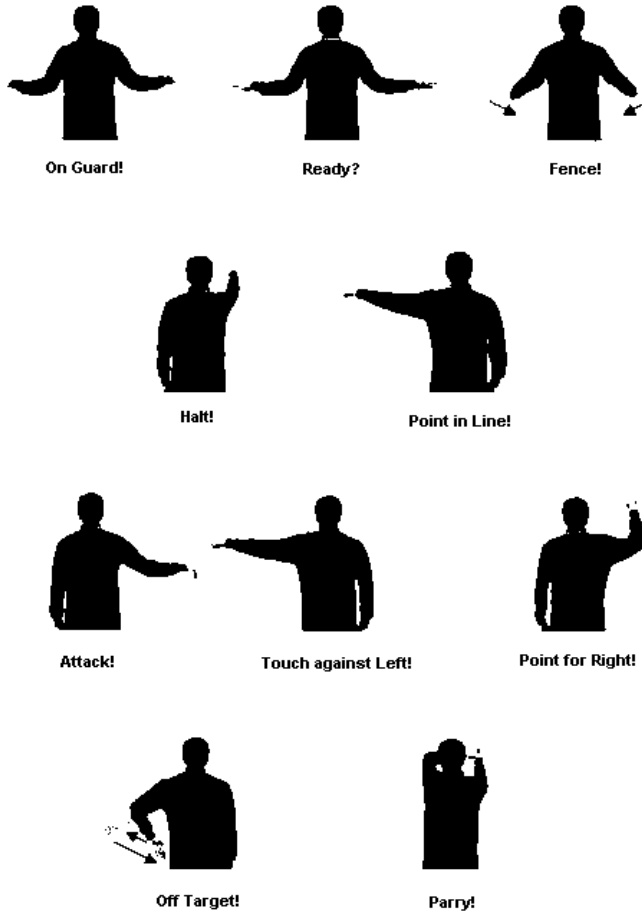 On Guard!
Ready?
Fence!
Halt!
Point in Line!
Attack!
Touch against Left!
Point for Right!
Off Target!
Parry!